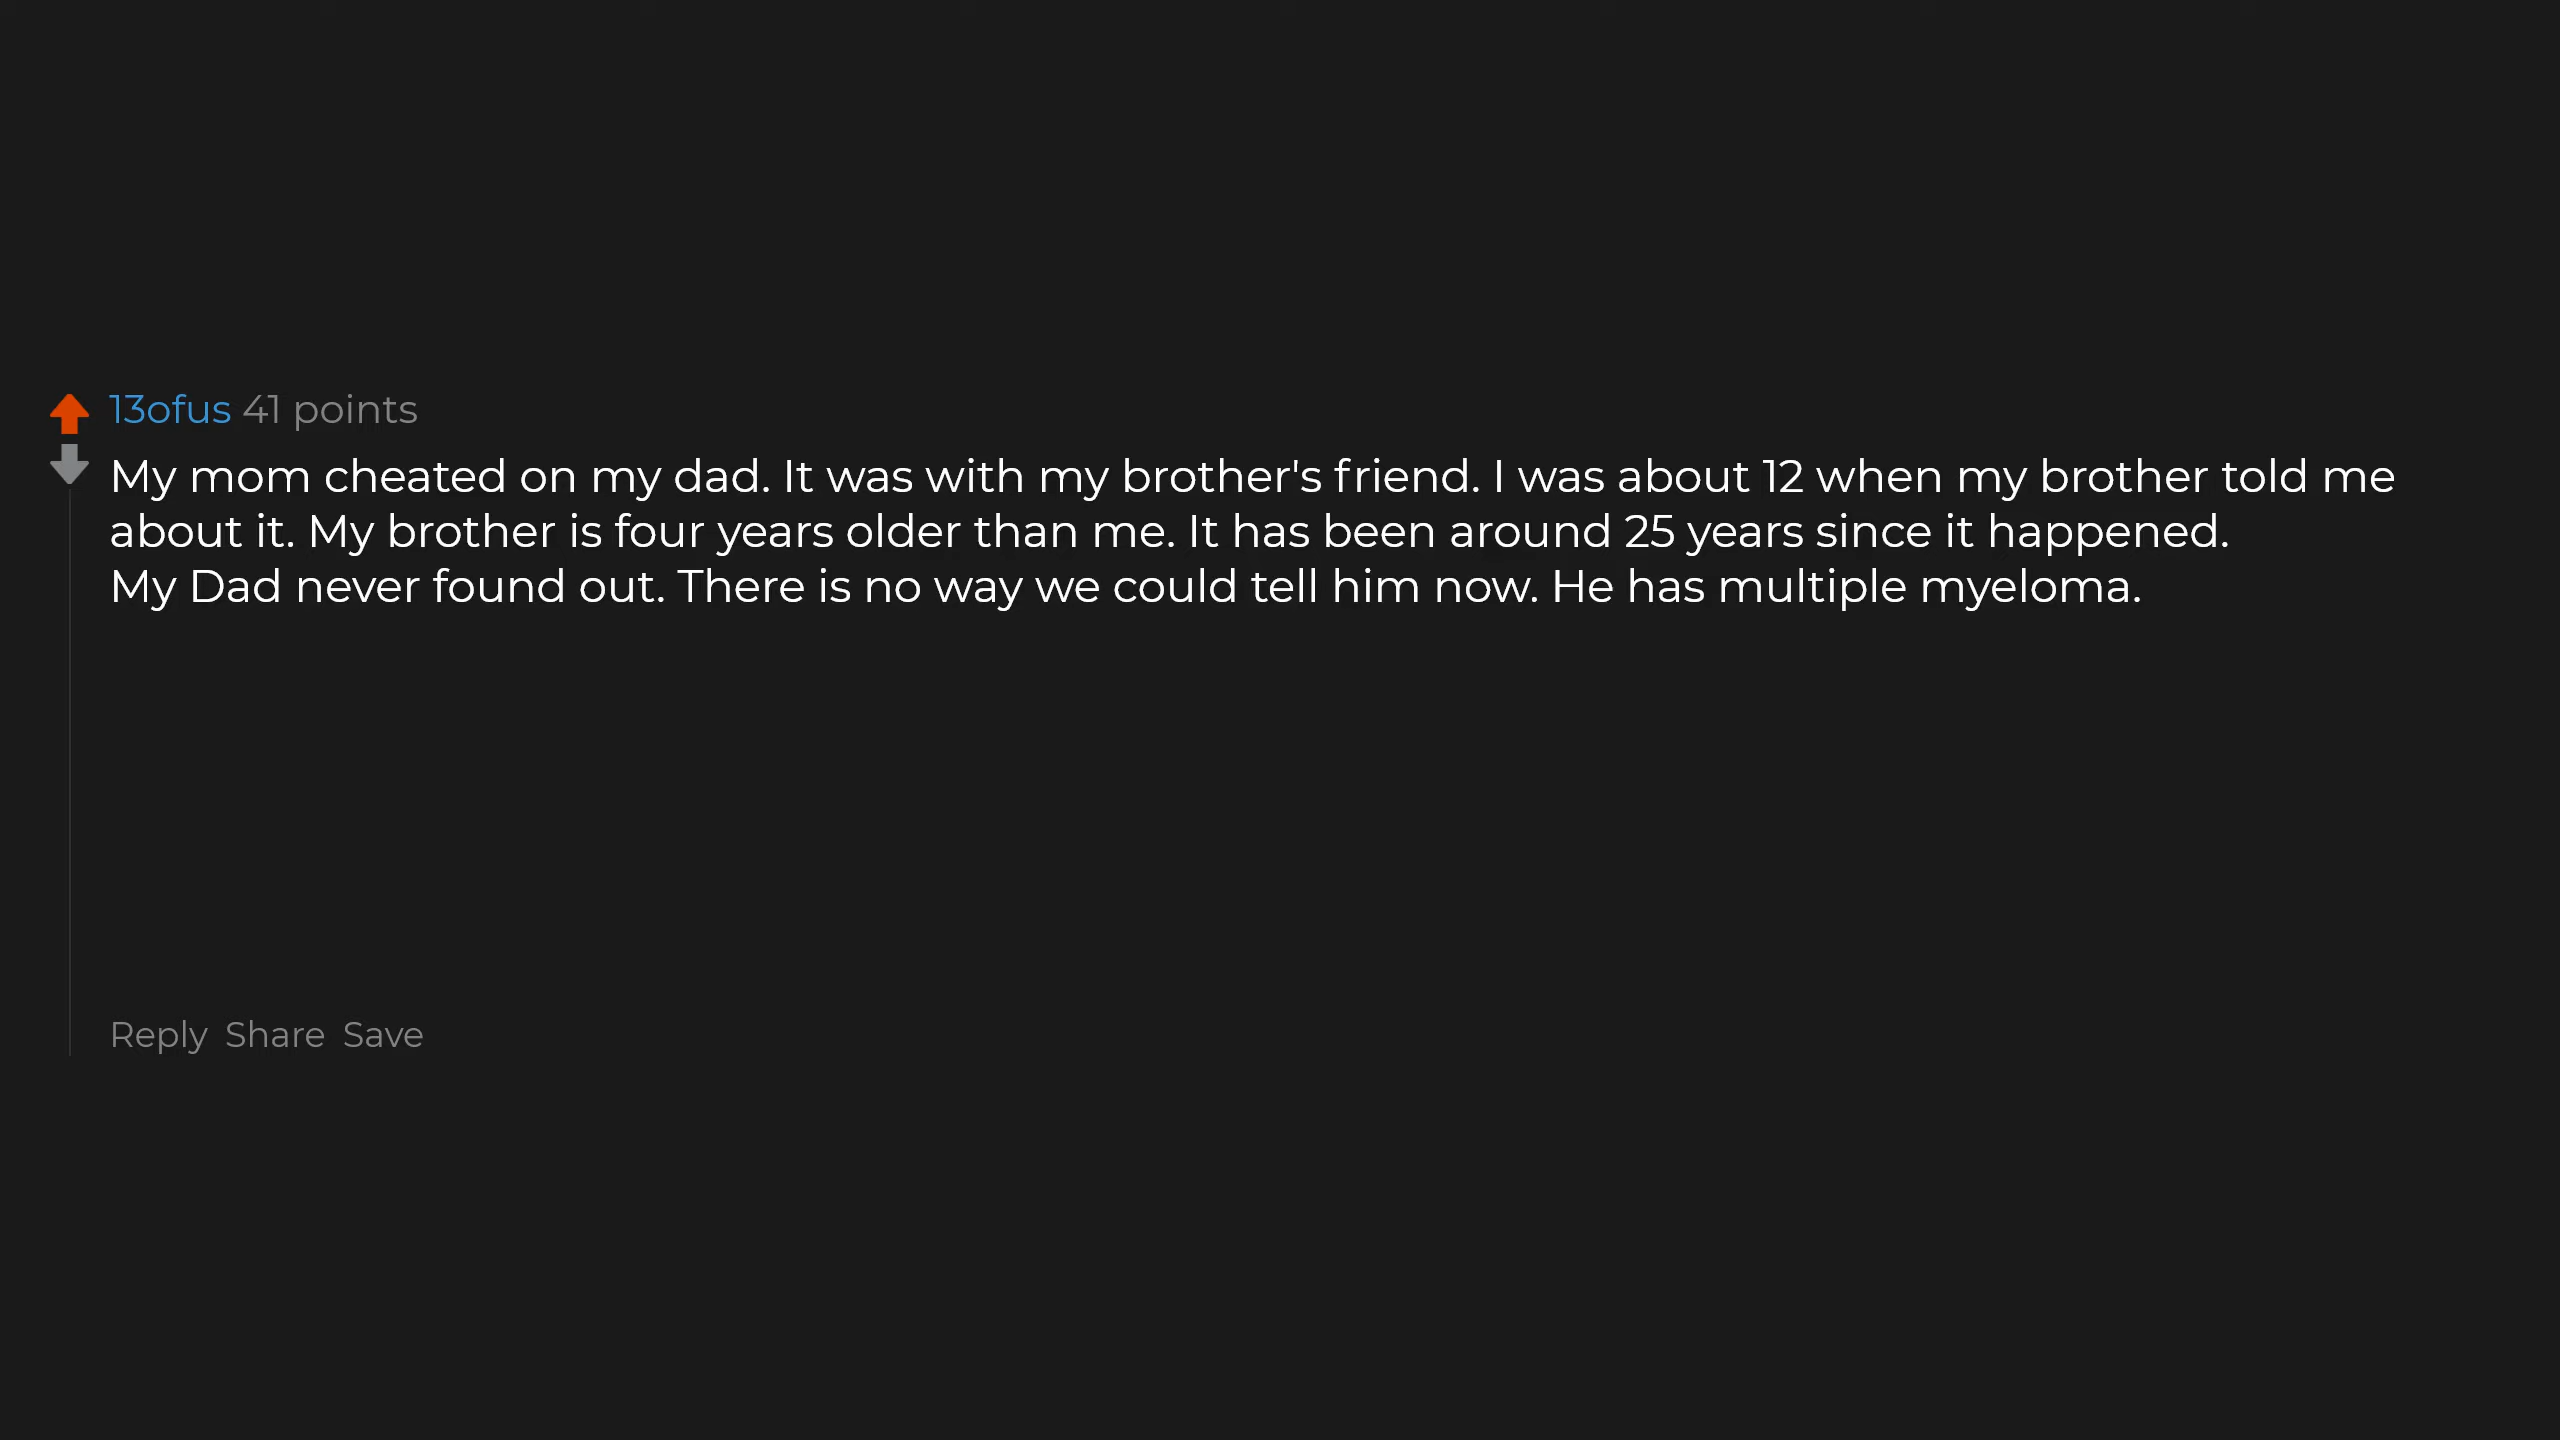 13ofus 41 points
My mom cheated on my dad. It was with my brother's friend. I was about 12 when my brother told me
about it. My brother is four years older than me. It has been around 25 years since it happened.
My Dad never found out. There is no way we could tell him now. He has multiple myeloma.
Reply Share Save